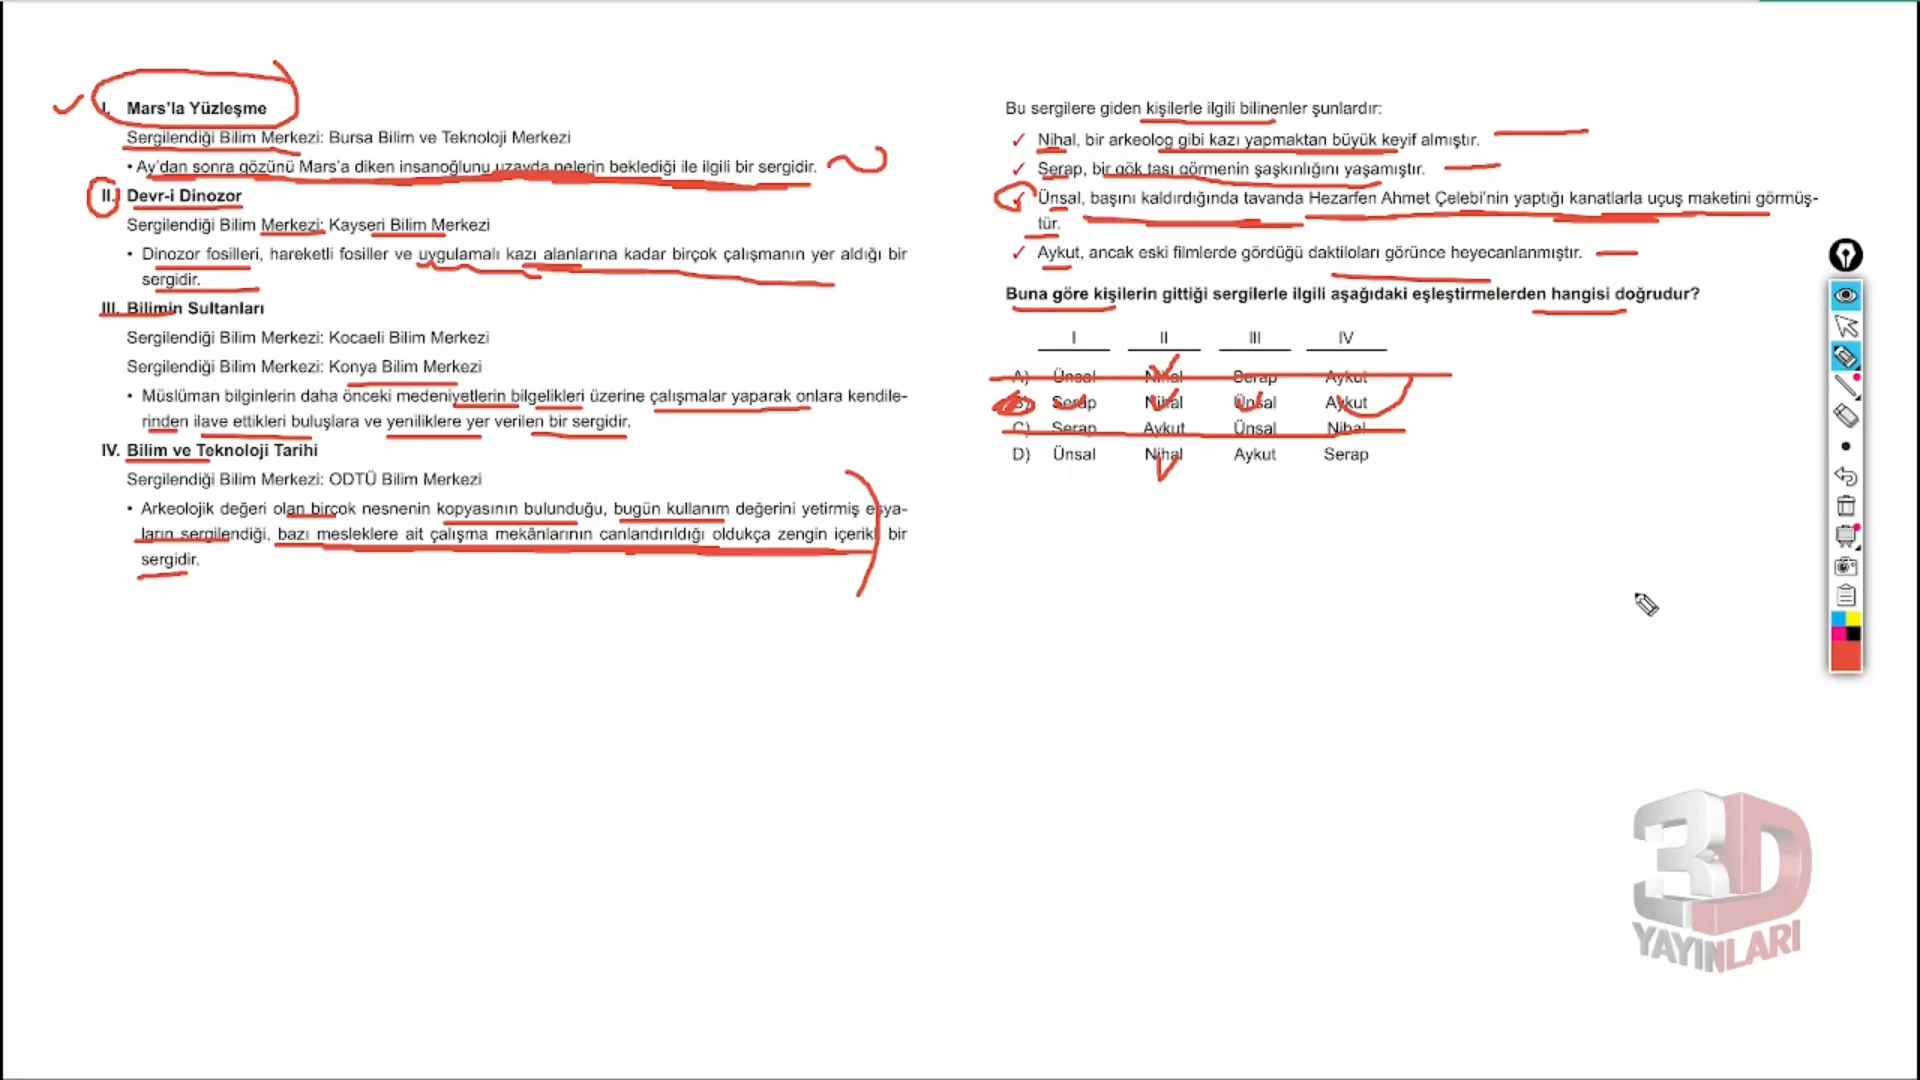 I. Mars'la Yüzleşme
Sergilendiği Bilim Merkezi: Bursa Bilim ve Teknoloji Merkezi
• Ay'dan sonra gözünü Mars'a diken insanoğlunu uzayda nelerin beklediği ile ilgili bir sergidir.
II. Devr-i Dinozor
Sergilendiği Bilim Merkezi: Kayseri Bilim Merkezi
• Dinozor fosilleri, hareketli fosiller ve uygulamalı kazı alanlarına kadar birçok çalışmanın yer aldığı bir
sergidir.
III. Bilimin Sultanları
Sergilendiği Bilim Merkezi: Kocaeli Bilim Merkezi
Sergilendiği Bilim Merkezi: Konya Bilim Merkezi
• Müslüman bilginlerin daha önceki medeniyetlerin bilgelikleri üzerine çalışmalar yaparak onlara kendile-
rinden ilave ettikleri buluşlara ve yeniliklere yer verilen bir sergidir.
IV. Bilim ve Teknoloji Tarihi
Sergilendiği Bilim Merkezi: ODTÜ Bilim Merkezi
• Arkeolojik değeri olan birçok nesnenin kopyasının bulunduğu, bugün kullanım değerini yetirmiş eşya-
ların sergilendiği, bazı mesleklere ait çalışma mekânlarının canlandırıldığı oldukça zengin içerikli bir
sergidir.
Bu sergilere giden kişilerle ilgili bilinenler şunlardır:
✓ Nihal, bir arkeolog gibi kazı yapmaktan büyük keyif almıştır.
✓ Serap, bir gök taşı görmenin şaşkınlığını yaşamıştır.
✓ Ünsal, başını kaldırdığında tavanda Hezarfen Ahmet Çelebi'nin yaptığı kanatlarla uçuş maketini görmüş-
tür.
✓ Aykut, ancak eski filmlerde gördüğü daktiloları görünce heyecanlanmıştır.
Buna göre kişilerin gittiği sergilerle ilgili aşağıdaki eşleştirmelerden hangisi doğrudur?
I II III IV
A) Ünsal Nihal Serap Aykut
B) Serap Nihal Ünsal Aykut
C) Serap Aykut Ünsal Nihal
D) Ünsal Nihal Aykut Serap
3D
YAYINLARI